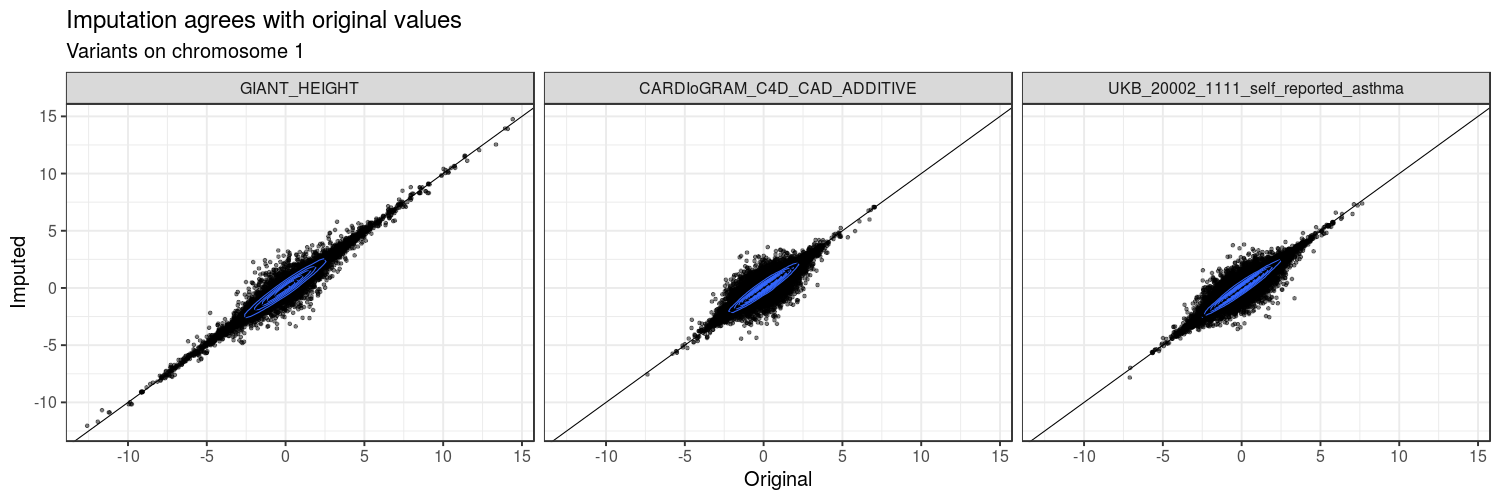 Imputation agrees with original values
Variants on chromosome 1
GIANT_HEIGHT
CARDIoGRAM_C4D_CAD_ADDITIVE
UKB_20002_1111_self_reported_asthma
15
10
5
0
-5
-10
Imputed
-10 -5 0 5 10 15
-10 -5 0 5 10 15
-10 -5 0 5 10 15
Original